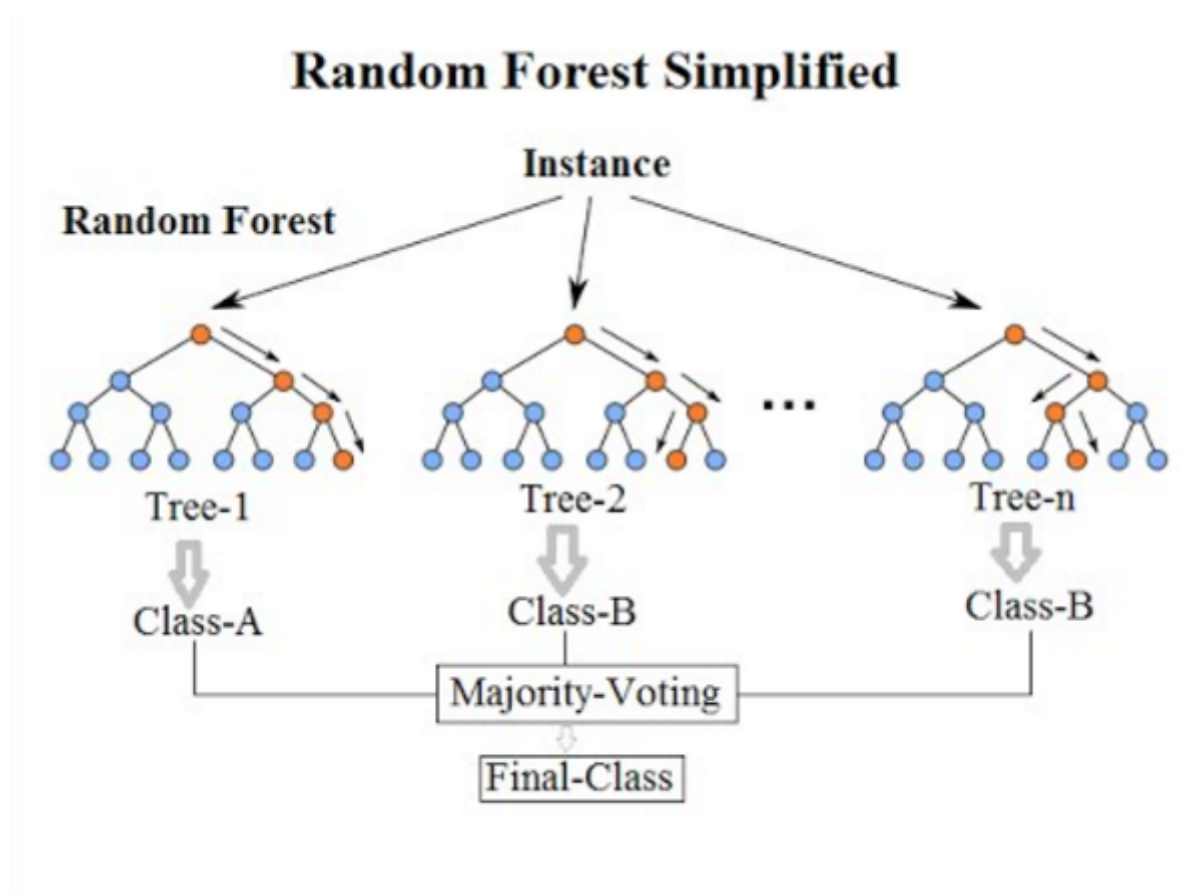 Random Forest Simplified
Instance
Random Forest
...
Tree-1
Tree-2
Tree-n
Class-A
Class-B
Class-B
Majority-Voting
Final-Class